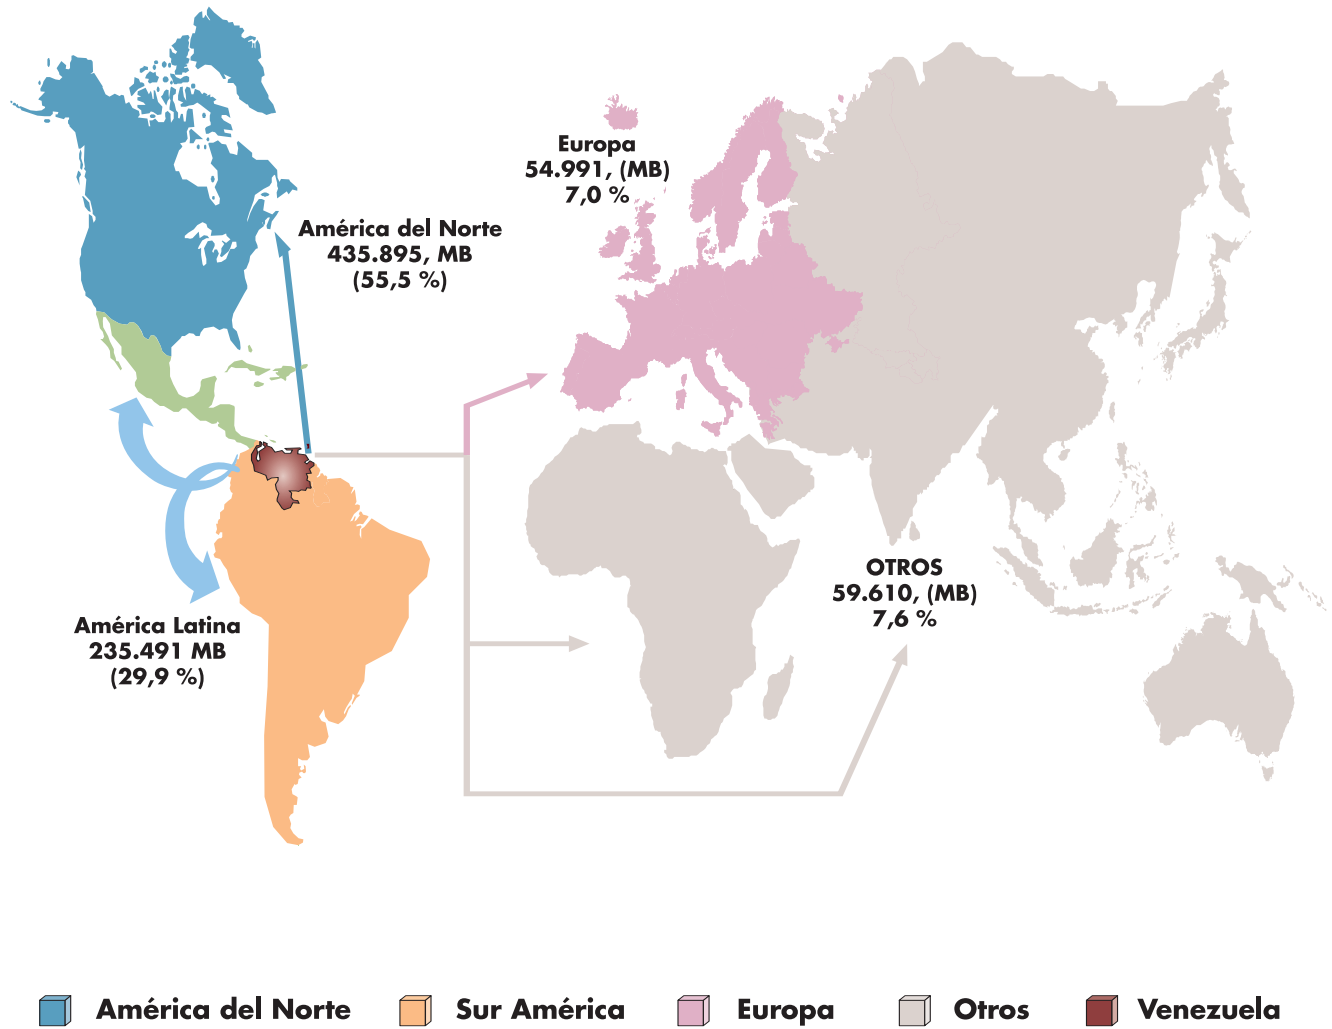 Europa
54.991, (MB)
7,0 %
América del Norte
435.895, MB
(55,5 %)
OTROS
59.610, (MB)
7,6 %
América Latina
235.491 MB
(29,9 %)
América del Norte
Sur América
Europa
Otros
Venezuela